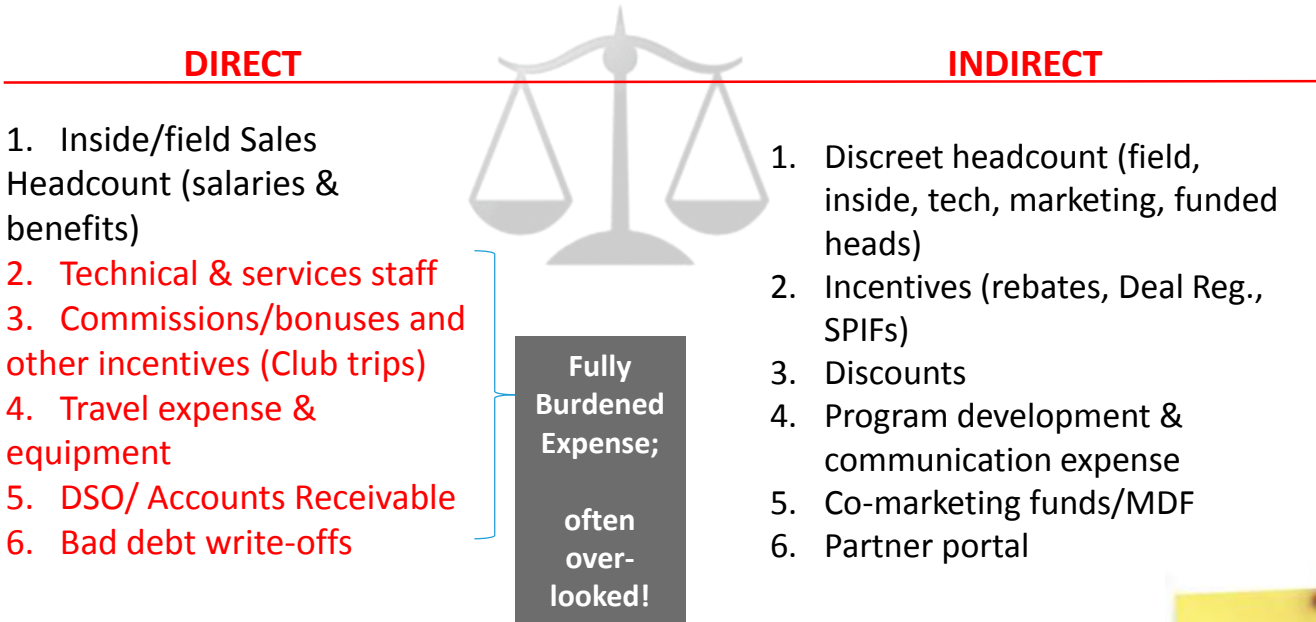 DIRECT
1. Inside/field Sales
Headcount (salaries &
benefits)
2. Technical & services staff
3. Commissions/bonuses and
other incentives (Club trips)
4. Travel expense &
equipment
5. DSO/ Accounts Receivable
6. Bad debt write-offs
Fully
Burdened
Expense;
often
over-
looked!
INDIRECT
1. Discreet headcount (field,
inside, tech, marketing, funded
heads)
2. Incentives (rebates, Deal Reg.,
SPIFs)
3. Discounts
4. Program development &
communication expense
5. Co-marketing funds/MDF
6. Partner portal